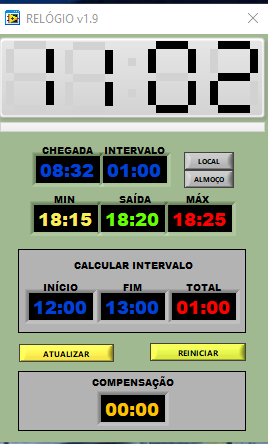 RELÓGIO v1.9
11:02
CHEGADA INTERVALO
08:32 01:00
LOCAL
ALMOÇO
MIN SAÍDA MÁX
18:15 18:20 18:25
CALCULAR INTERVALO
INÍCIO FIM TOTAL
12:00 13:00 01:00
ATUALIZAR REINICIAR
COMPENSAÇÃO
00:00